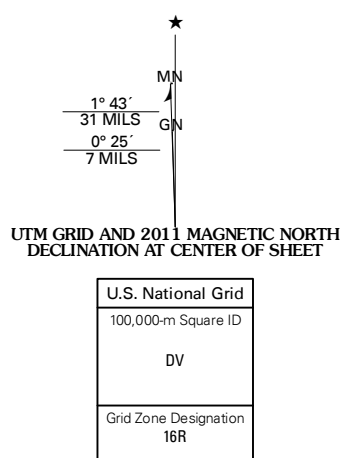 ★
MN
1° 43´
31 MILS
GN
0° 25´
7 MILS
UTM GRID AND 2011 MAGNETIC NORTH
DECLINATION AT CENTER OF SHEET
U.S. National Grid
100,000-m Square ID
DV
Grid Zone Designation
16R